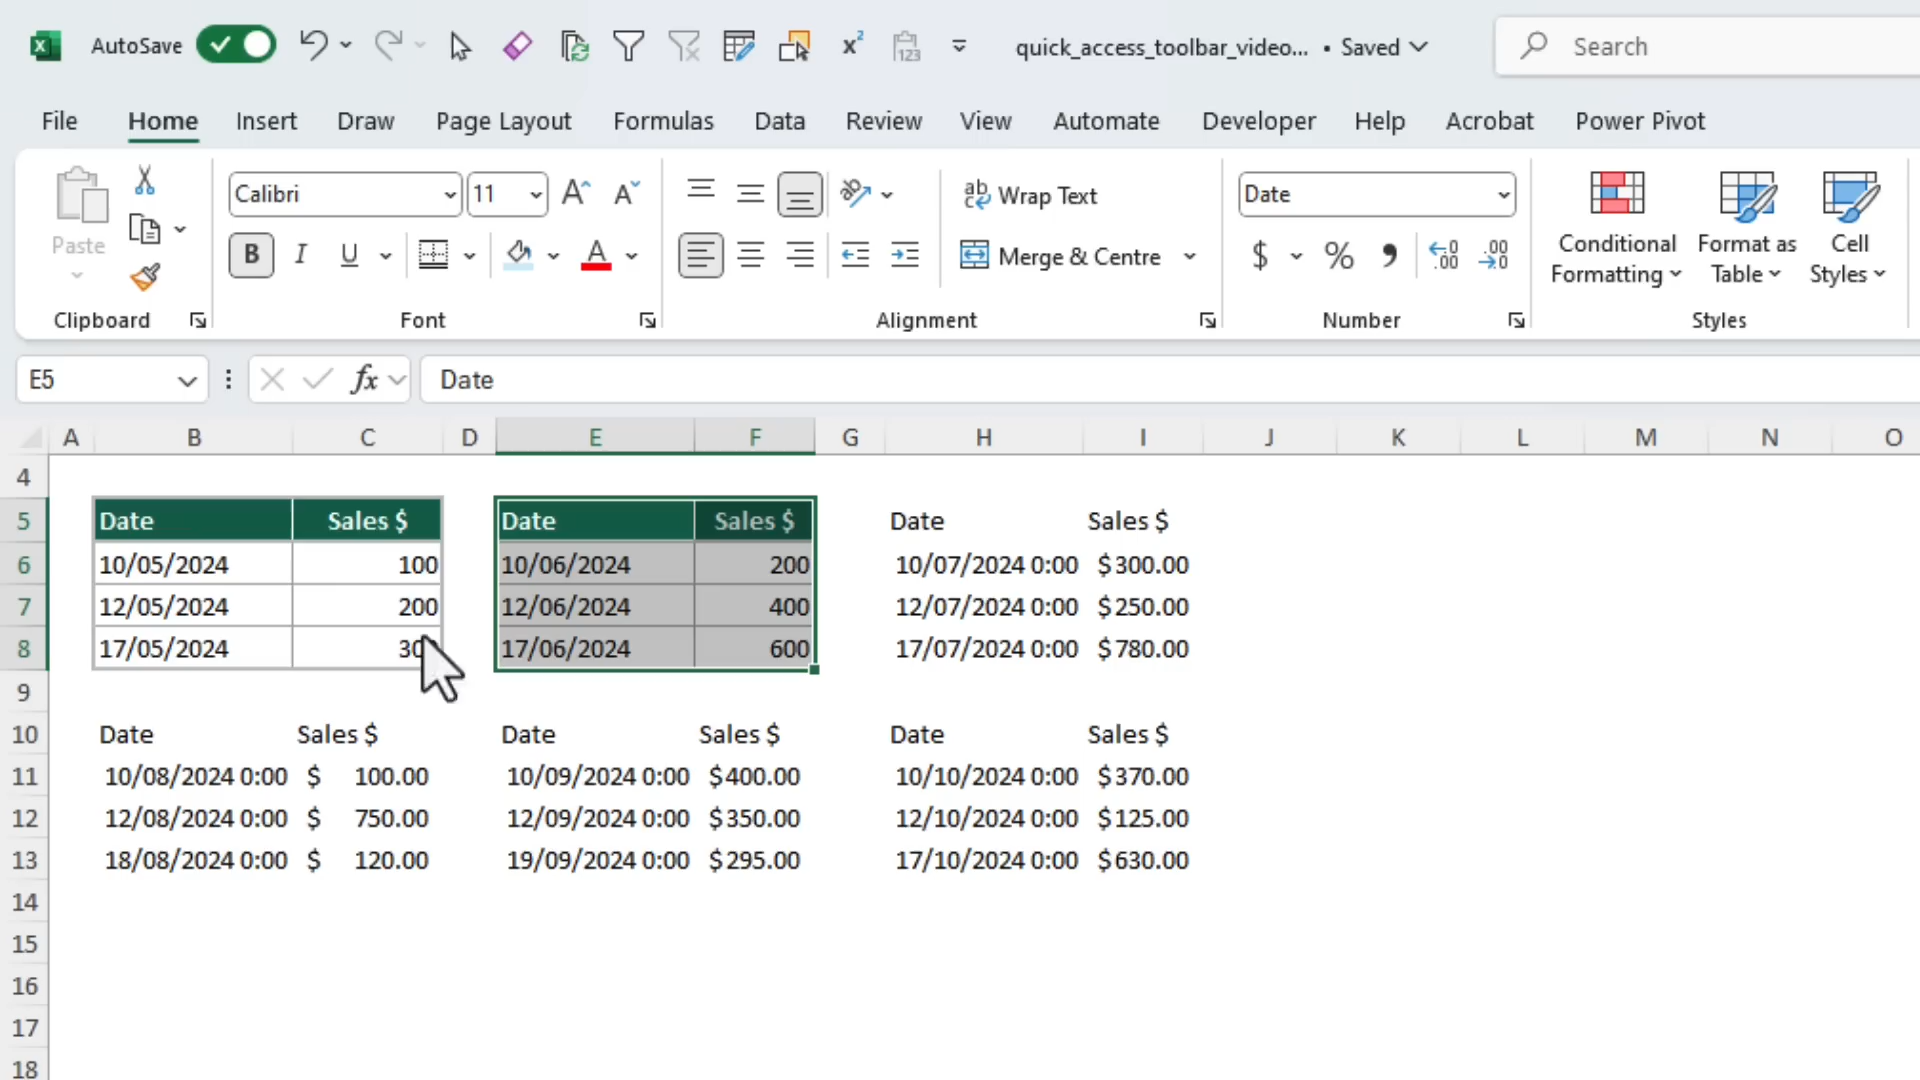 AutoSave quick_access_toolbar_video... • Saved Search
File Home Insert Draw Page Layout Formulas Data Review View Automate Developer Help Acrobat Power Pivot
Paste Calibri 11 Wrap Text Date Conditional Formatting Format as Table Cell Styles
B I U A Merge & Centre $ %
Clipboard Font Alignment Number Styles
E5 fx Date
A B C D E F G H I J K L M N O
4
5 Date Sales $ Date Sales $ Date Sales $
6 10/05/2024 100 10/06/2024 200 10/07/2024 0:00 $300.00
7 12/05/2024 200 12/06/2024 400 12/07/2024 0:00 $250.00
8 17/05/2024 17/06/2024 600 17/07/2024 0:00 $780.00
9
10 Date Sales $ Date Sales $ Date Sales $
11 10/08/2024 0:00 $ 100.00 10/09/2024 0:00 $400.00 10/10/2024 0:00 $370.00
12 12/08/2024 0:00 $ 750.00 12/09/2024 0:00 $350.00 12/10/2024 0:00 $125.00
13 18/08/2024 0:00 $ 120.00 19/09/2024 0:00 $295.00 17/10/2024 0:00 $630.00
14
15
16
17
18